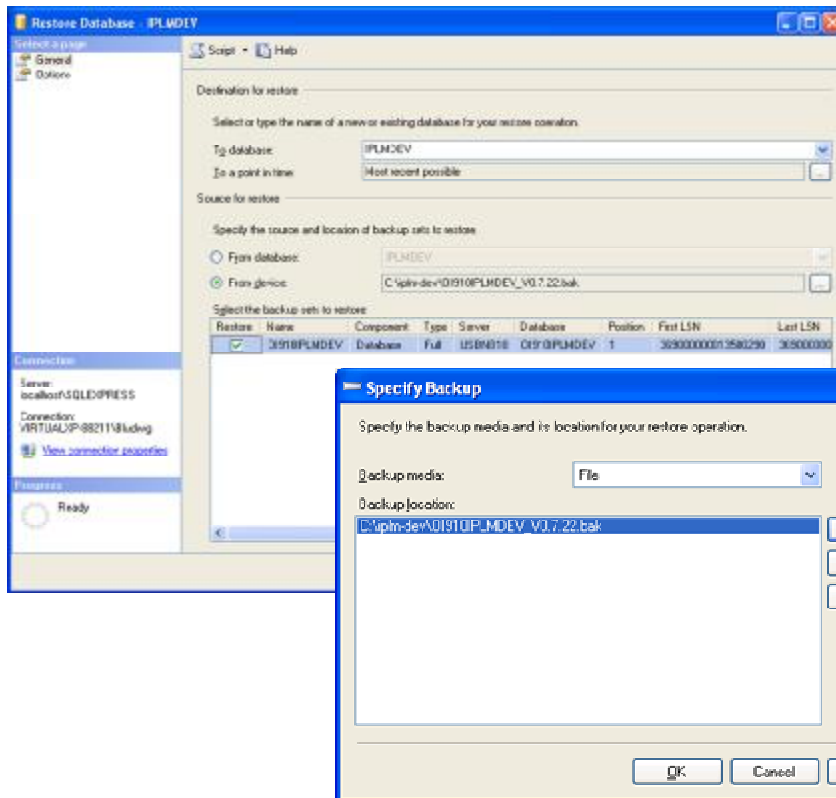 Restore Database - IPLMDEV
Select a page
General
Options
Script
Help
Destination for restore
Select or type the name of a new or existing database for your restore operation.
To database:
IPLMDEV
To a point in time:
Most recent possible
Source for restore
Specify the source and location of backup sets to restore.
From database:
IPLMDEV
From device:
C:\iplm-dev\OI910IPLMDEV_V0.7.22.bak
Select the backup sets to restore:
Restore Name Component Type Server Database Position First LSN Last LSN
OI910IPLMDEV Database Full OI910IPLMDEV 1
Connection
Server:
localhost\SQLEXPRESS
Connection:
View connection properties
Progress
Ready
Specify Backup
Specify the backup media and its location for your restore operation.
Backup media:
File
Backup location:
C:\iplm-dev\OI910IPLMDEV_V0.7.22.bak
OK
Cancel